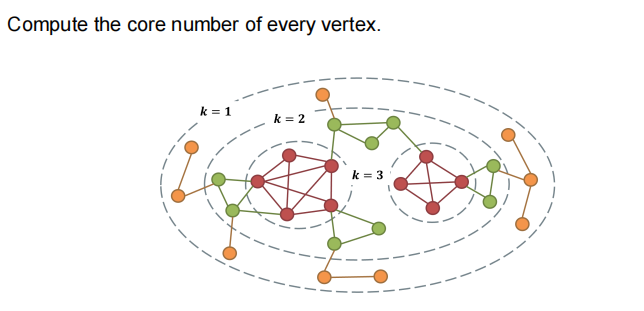 Compute the core number of every vertex.
k = 1
k = 2
k = 3